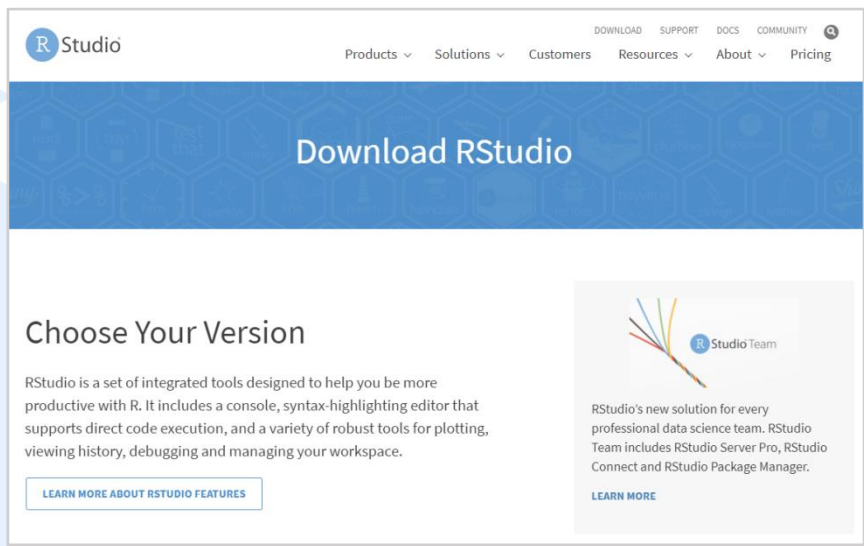 R Studio
DOWNLOAD SUPPORT DOCS COMMUNITY
Products Solutions Customers Resources About Pricing
Download RStudio
Choose Your Version
RStudio is a set of integrated tools designed to help you be more
productive with R. It includes a console, syntax-highlighting editor that
supports direct code execution, and a variety of robust tools for plotting,
viewing history, debugging and managing your workspace.
LEARN MORE ABOUT RSTUDIO FEATURES
R Studio Team
RStudio's new solution for every
professional data science team. RStudio
Team includes RStudio Server Pro, RStudio
Connect and RStudio Package Manager.
LEARN MORE